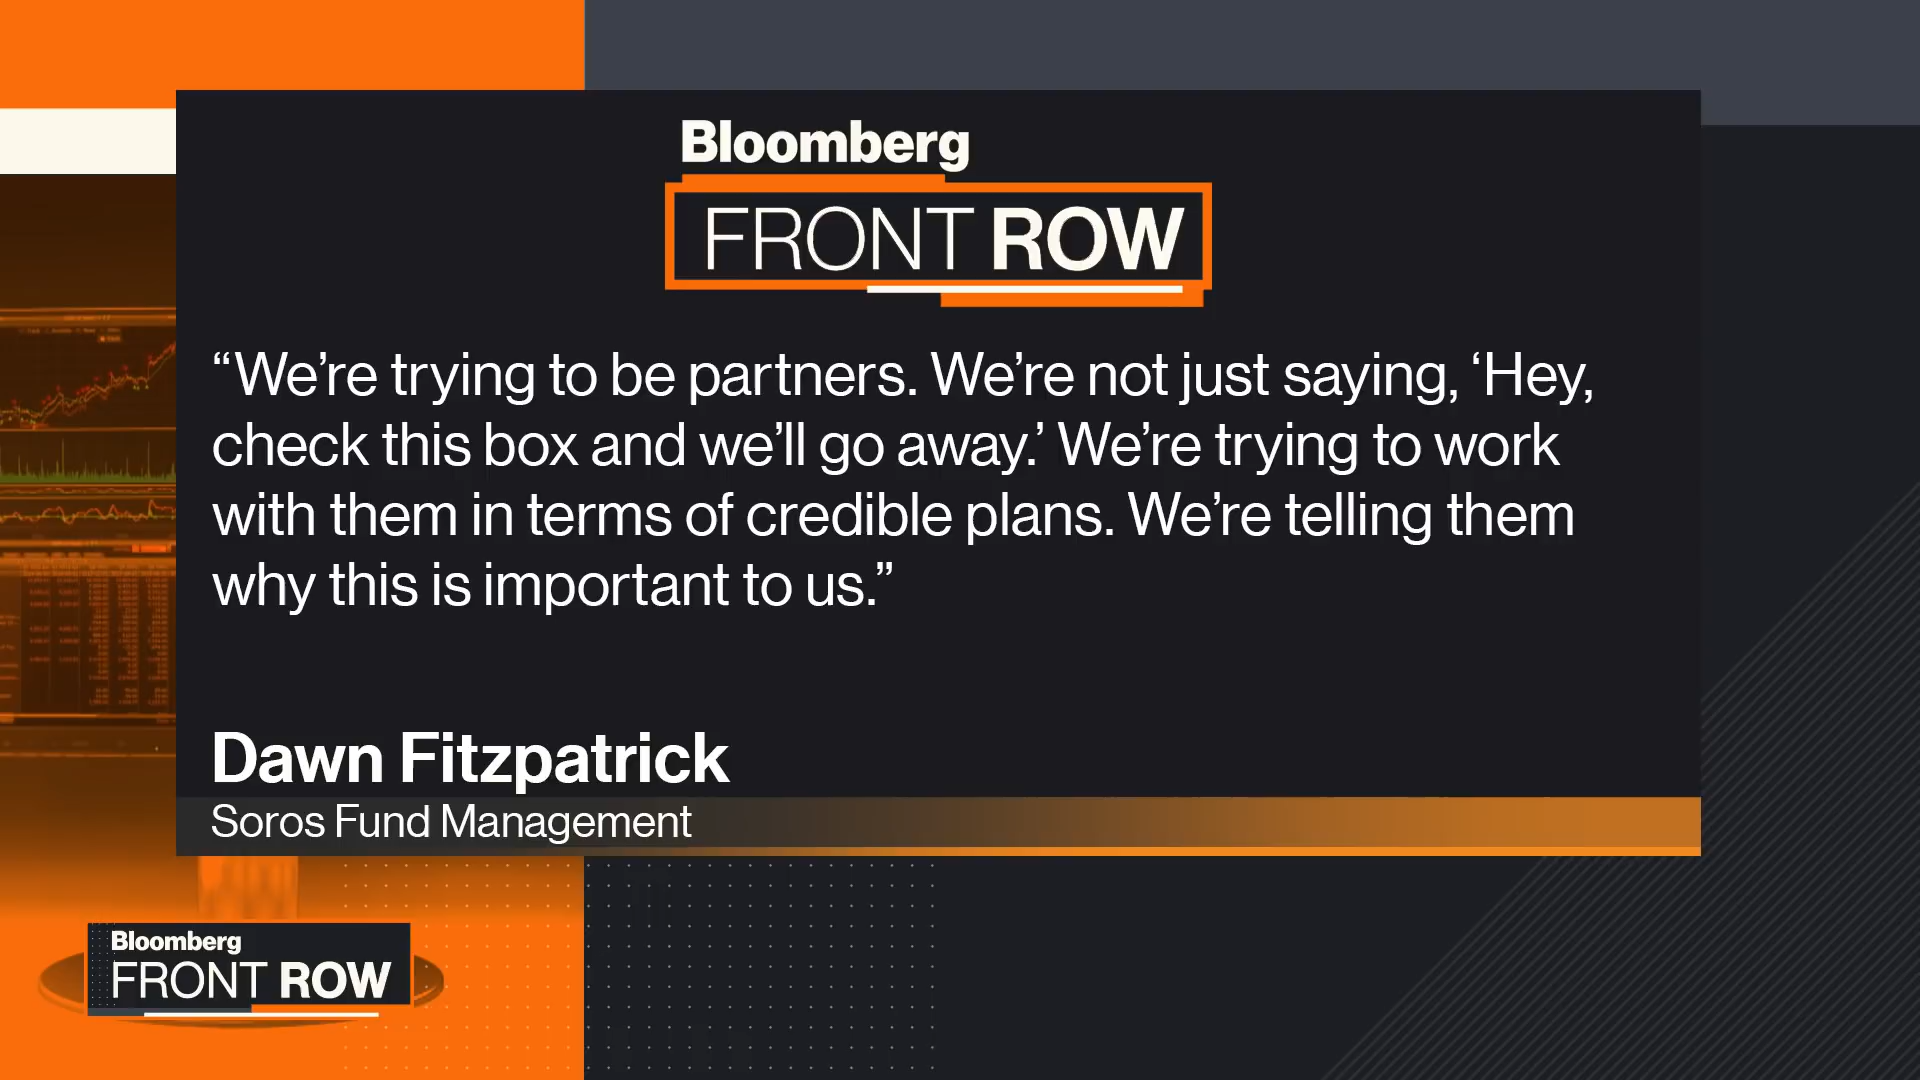 Bloomberg
FRONT ROW
“We’re trying to be partners. We’re not just saying, ‘Hey,
check this box and we’ll go away.’ We’re trying to work
with them in terms of credible plans. We’re telling them
why this is important to us.”
Dawn Fitzpatrick
Soros Fund Management
Bloomberg
FRONT ROW